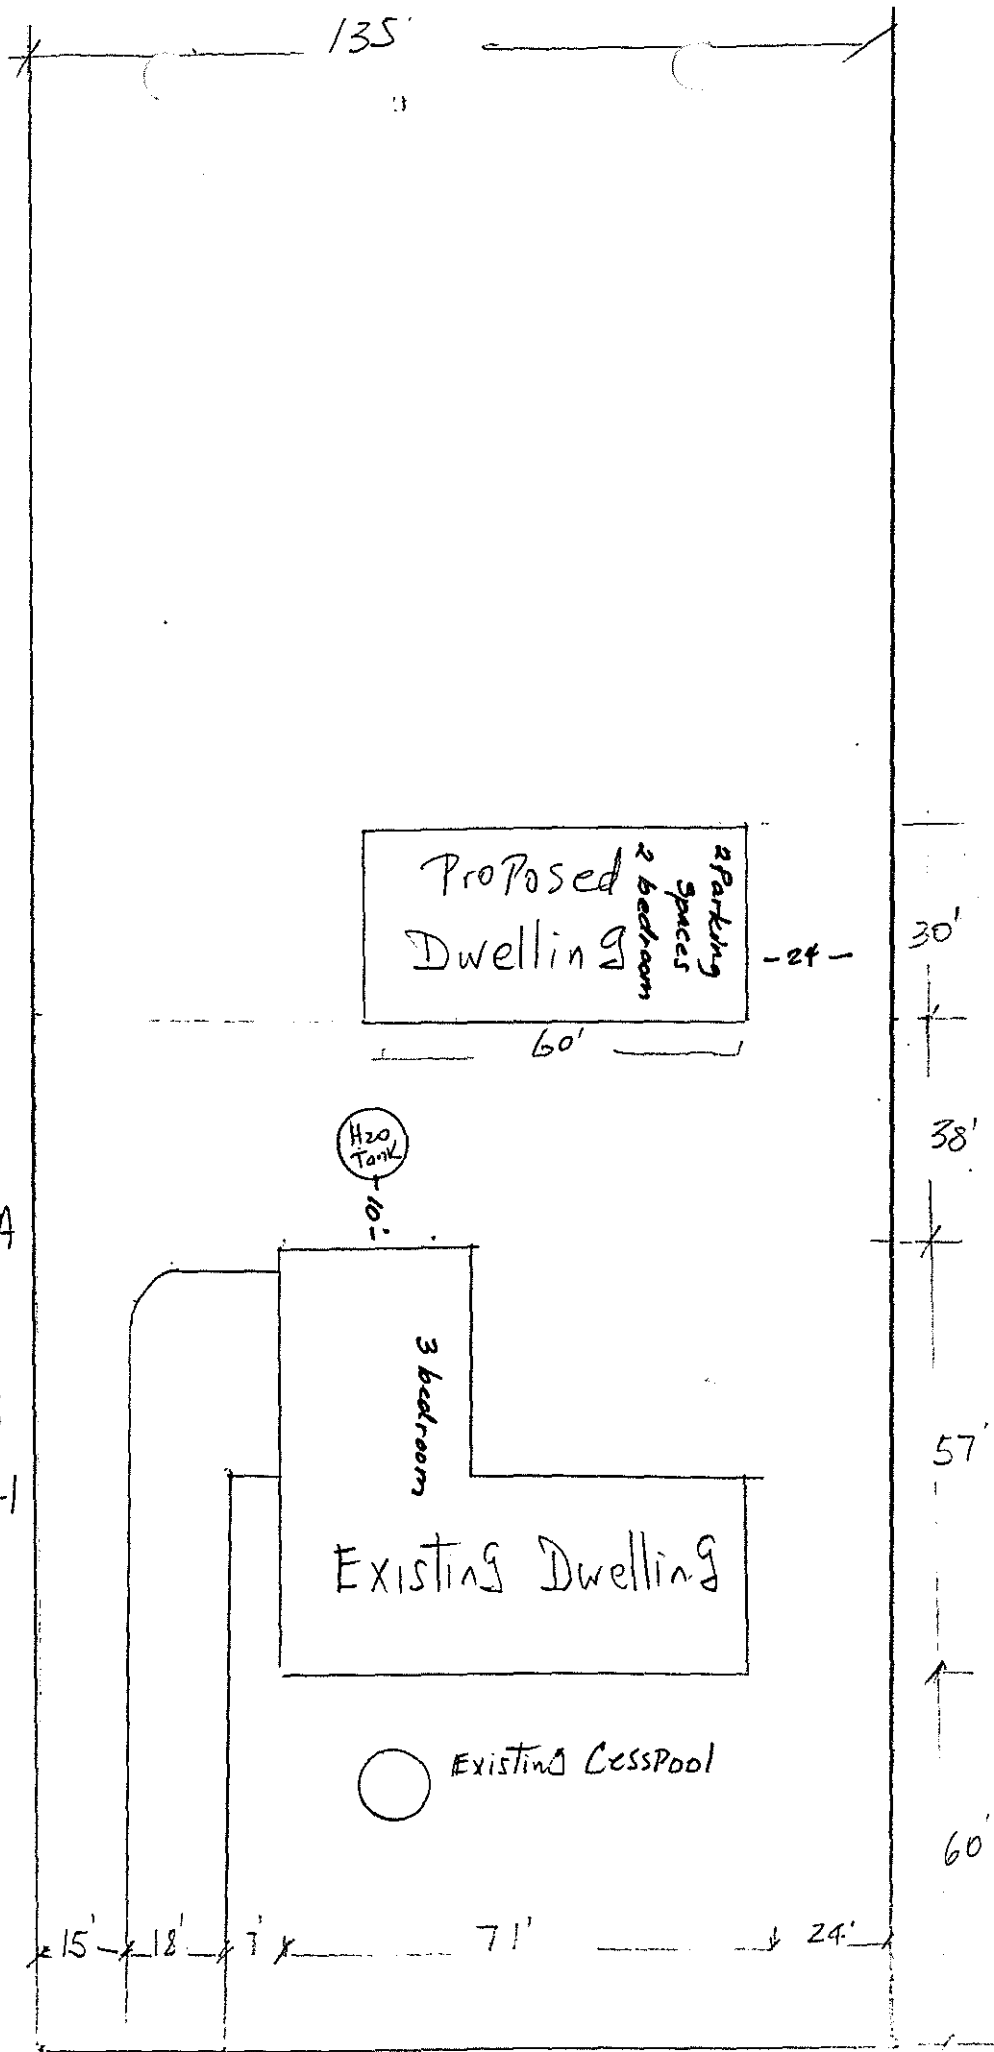 135'
ProPosed
Dwelling
2 Parking
Spaces
2 bedroom
-24-
30'
60'
38'
H20
Tank
-10'-
A
3 bedroom
57'
Existing Dwelling
Existing CessPool
60'
15'
18'
7'
71'
24'